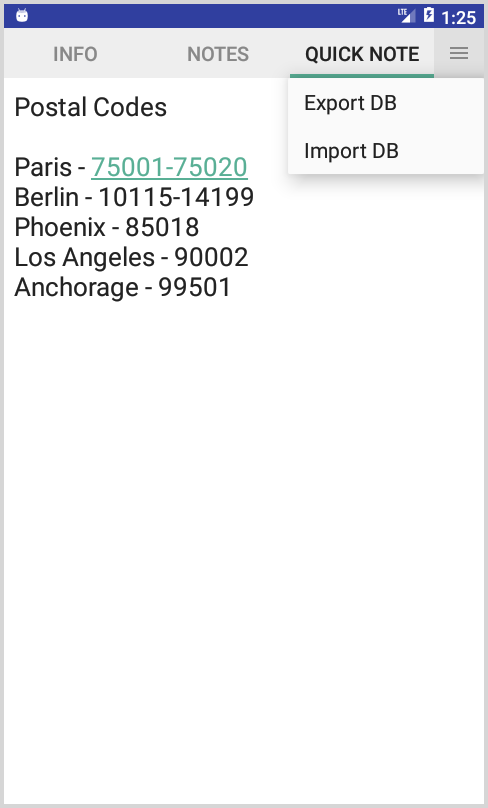 LTE 1:25
INFO NOTES QUICK NOTE
Export DB
Import DB
Postal Codes
Paris - 75001-75020
Berlin - 10115-14199
Phoenix - 85018
Los Angeles - 90002
Anchorage - 99501